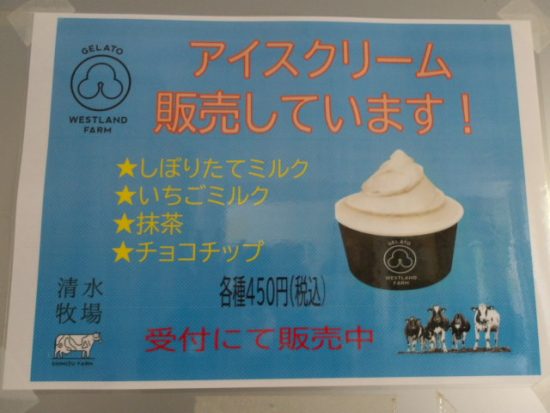 GELATO
WESTLAND
FARM
アイスクリーム
販売しています！
★しぼりたてミルク
★いちごミルク
★抹茶
★チョコチップ
GELATO
WESTLAND
FARM
各種450円(税込)
清水
牧場
SHIMIZU FARM
受付にて販売中